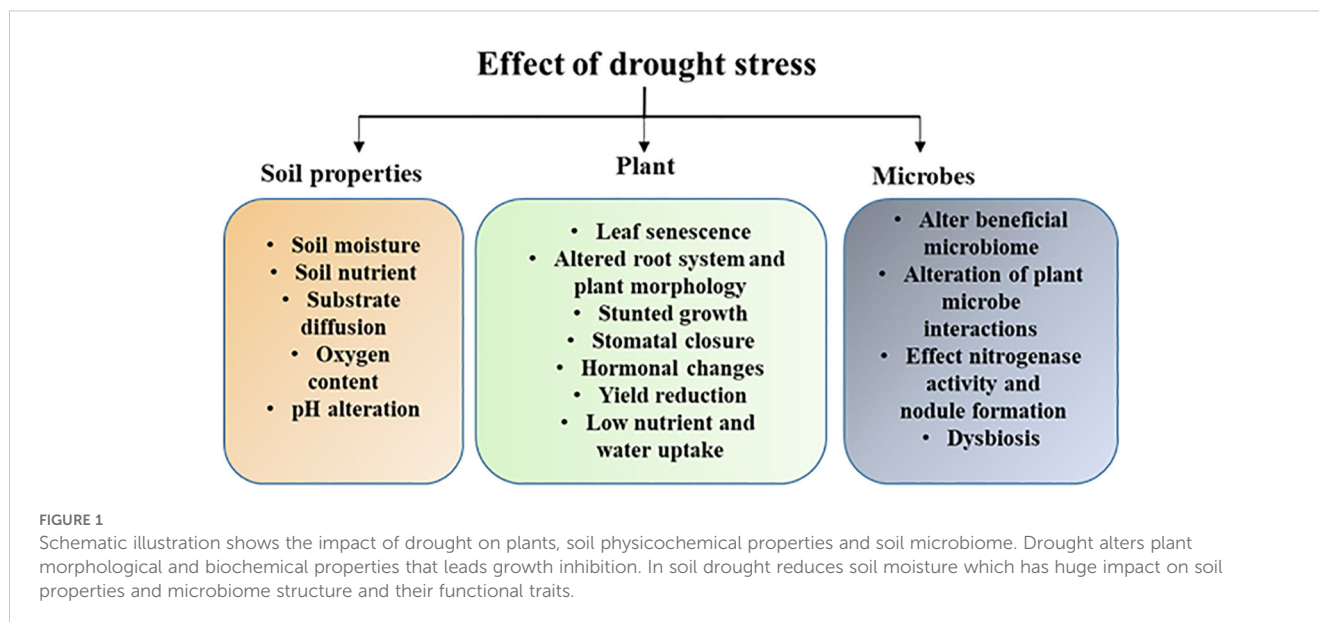 Effect of drought stress
Soil properties
• Soil moisture
• Soil nutrient
• Substrate
diffusion
• Oxygen
content
• pH alteration
Plant
• Leaf senescence
• Altered root system and
plant morphology
• Stunted growth
• Stomatal closure
• Hormonal changes
• Yield reduction
• Low nutrient and
water uptake
Microbes
• Alter beneficial
microbiome
• Alteration of plant
microbe
interactions
• Effect nitrogenase
activity and
nodule formation
• Dysbiosis
FIGURE 1
Schematic illustration shows the impact of drought on plants, soil physicochemical properties and soil microbiome. Drought alters plant
morphological and biochemical properties that leads growth inhibition. In soil drought reduces soil moisture which has huge impact on soil
properties and microbiome structure and their functional traits.